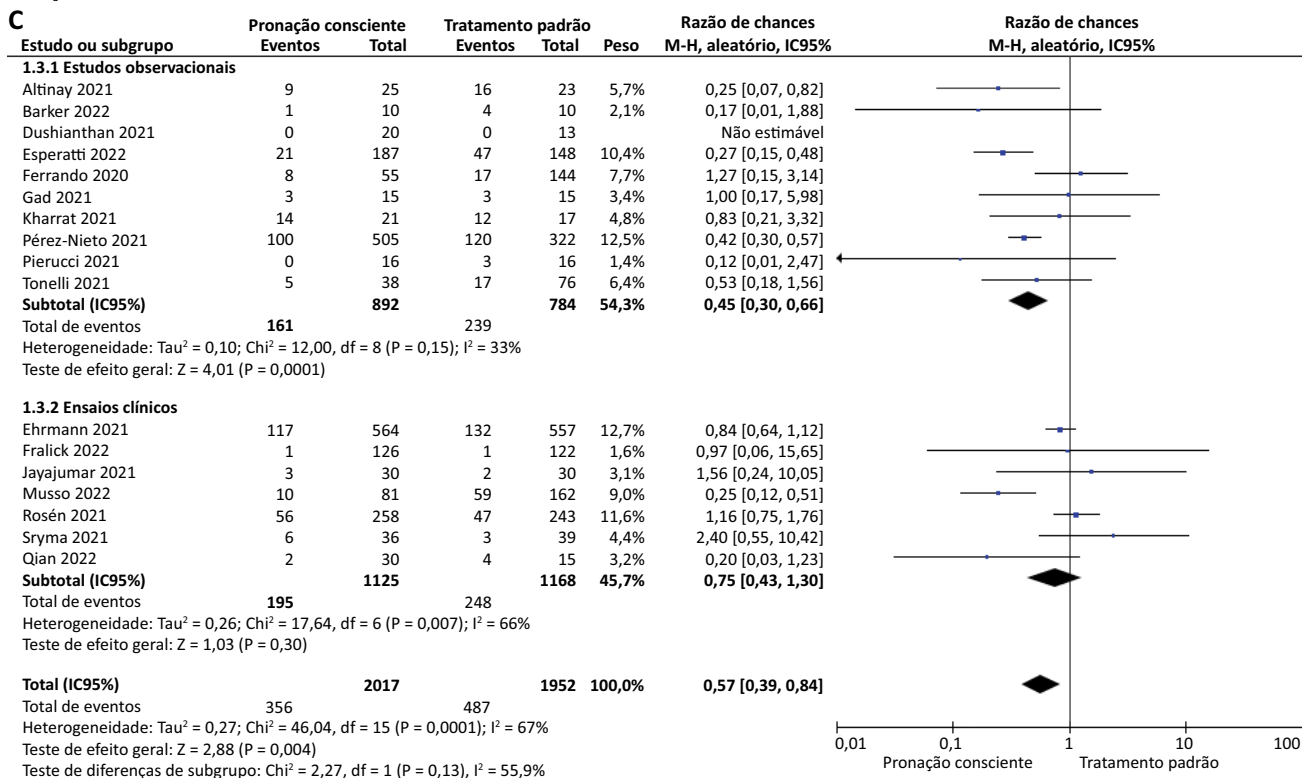 C
Pronação consciente Tratamento padrão Razão de chances Razão de chances
Estudo ou subgrupo Eventos Total Eventos Total Peso M-H, aleatório, IC95% M-H, aleatório, IC95%
1.3.1 Estudos observacionais
Altinay 2021 9 25 16 23 5,7% 0,25 [0,07, 0,82]
Barker 2022 1 10 4 10 2,1% 0,17 [0,01, 1,88]
Dushianthan 2021 0 20 0 13 Não estimável
Esperatti 2022 21 187 47 148 10,4% 0,27 [0,15, 0,48]
Ferrando 2020 8 55 17 144 7,7% 1,27 [0,15, 3,14]
Gad 2021 3 15 3 15 3,4% 1,00 [0,17, 5,98]
Kharrat 2021 14 21 12 17 4,8% 0,83 [0,21, 3,32]
Pérez-Nieto 2021 100 505 120 322 12,5% 0,42 [0,30, 0,57]
Pierucci 2021 0 16 3 16 1,4% 0,12 [0,01, 2,47]
Tonelli 2021 5 38 17 76 6,4% 0,53 [0,18, 1,56]
Subtotal (IC95%) 892 784 54,3% 0,45 [0,30, 0,66]
Total de eventos 161 239
Heterogeneidade: Tau² = 0,10; Chi² = 12,00, df = 8 (P = 0,15); I² = 33%
Teste de efeito geral: Z = 4,01 (P = 0,0001)
1.3.2 Ensaios clínicos
Ehrmann 2021 117 564 132 557 12,7% 0,84 [0,64, 1,12]
Fralick 2022 1 126 1 122 1,6% 0,97 [0,06, 15,65]
Jayajumar 2021 3 30 2 30 3,1% 1,56 [0,24, 10,05]
Musso 2022 10 81 59 162 9,0% 0,25 [0,12, 0,51]
Rosén 2021 56 258 47 243 11,6% 1,16 [0,75, 1,76]
Sryma 2021 6 36 3 39 4,4% 2,40 [0,55, 10,42]
Qian 2022 2 30 4 15 3,2% 0,20 [0,03, 1,23]
Subtotal (IC95%) 1125 1168 45,7% 0,75 [0,43, 1,30]
Total de eventos 195 248
Heterogeneidade: Tau² = 0,26; Chi² = 17,64, df = 6 (P = 0,007); I² = 66%
Teste de efeito geral: Z = 1,03 (P = 0,30)
Total (IC95%) 2017 1952 100,0% 0,57 [0,39, 0,84]
Total de eventos 356 487
Heterogeneidade: Tau² = 0,27; Chi² = 46,04, df = 15 (P = 0,0001); I² = 67%
Teste de efeito geral: Z = 2,88 (P = 0,004)
Teste de diferenças de subgrupo: Chi² = 2,27, df = 1 (P = 0,13), I² = 55,9%
0,01 0,1 1 10 100
Pronação consciente Tratamento padrão